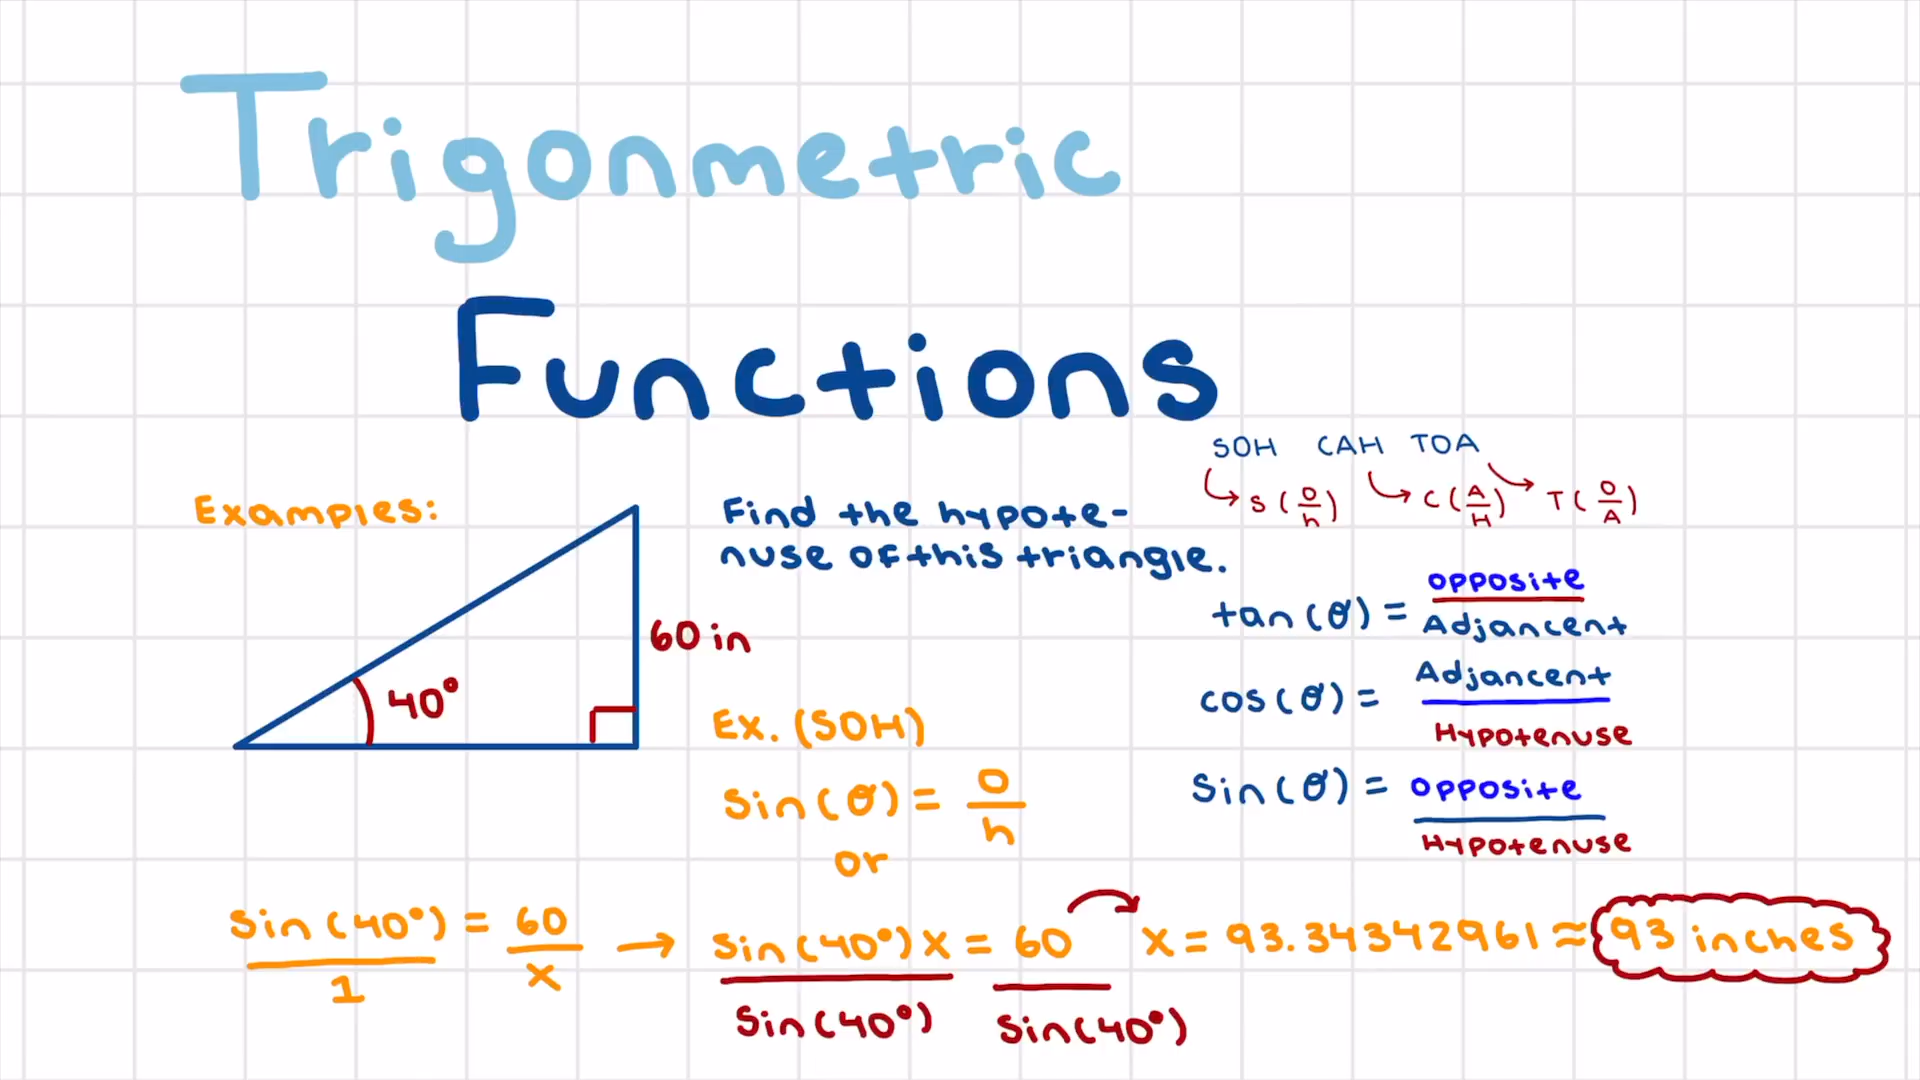 Trigonmetric
Functions
SOH CAH TOA
S (O/h) C (A/H) T (O/A)
Examples:
Find the hypote-
nuse of this triangle.
60 in
40°
tan(θ) = opposite/Adjancent
cos(θ) = Adjancent/Hypotenuse
Sin(θ) = opposite/Hypotenuse
Ex. (SOH)
Sin(θ) = O/h
or
Sin(40°)/1 = 60/x → Sin(40°)x/Sin(40°) = 60/Sin(40°) x = 93.34342961 ≈ 93 inches